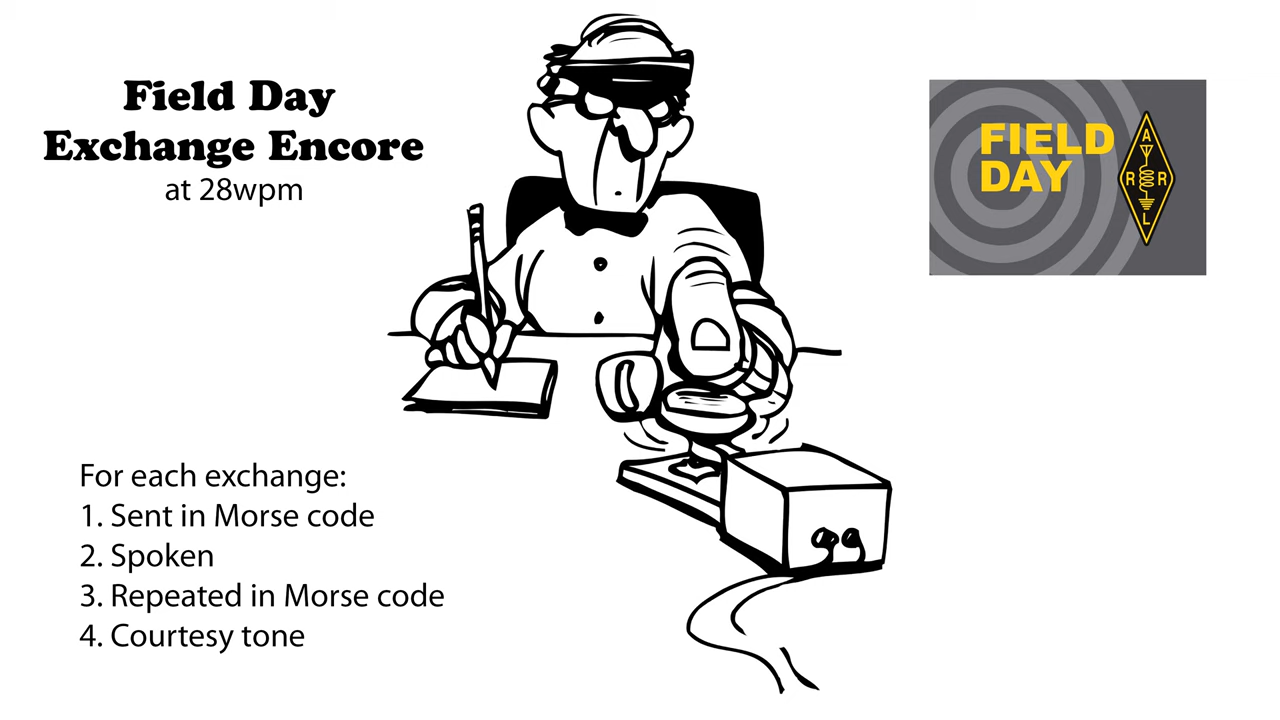 Field Day
Exchange Encore
at 28wpm
FIELD
DAY
A
R R
L
For each exchange:
1. Sent in Morse code
2. Spoken
3. Repeated in Morse code
4. Courtesy tone